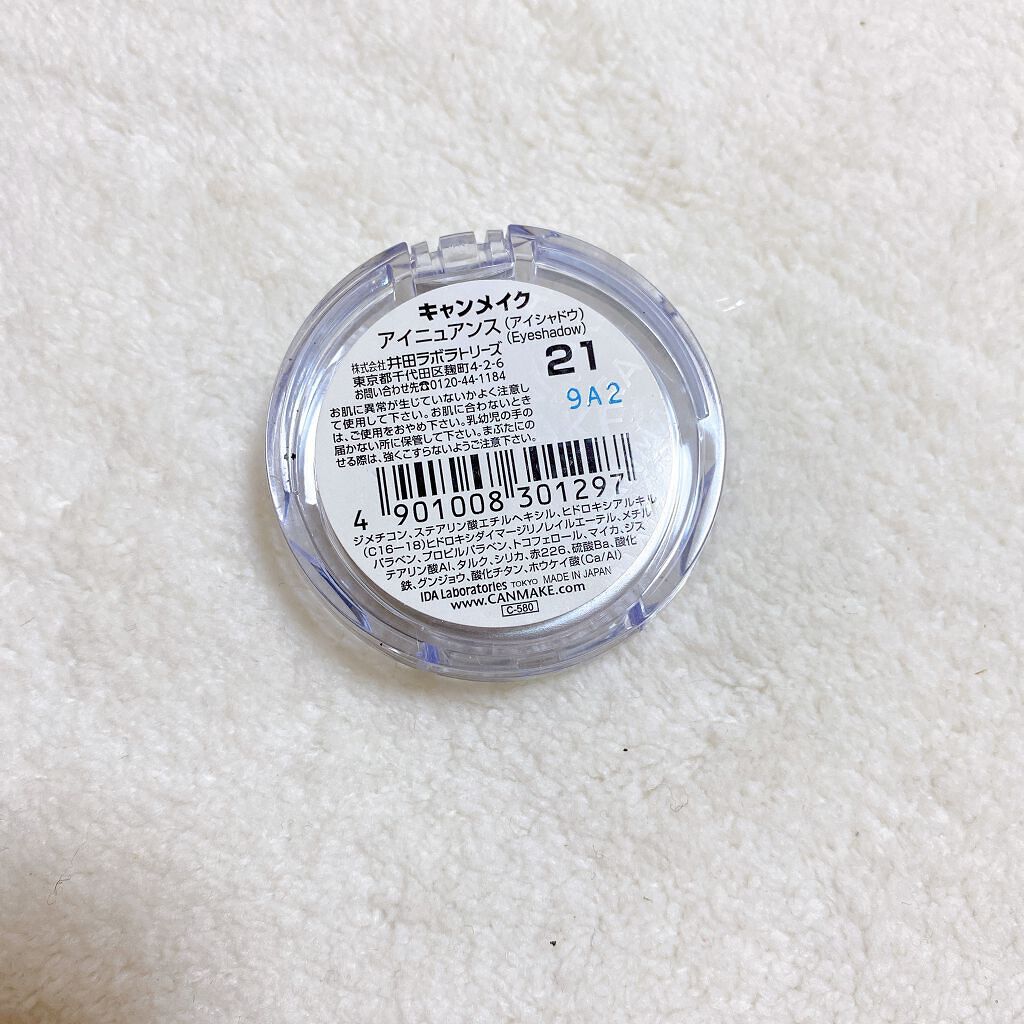 キャンメイク
アイニュアンス (アイシャドウ)
(Eyeshadow)
株式会社 井田ラボラトリーズ
東京都千代田区麹町4-2-6
お問い合わせ先☎0120-44-1184
21
9A2
お肌に異常が生じていないかよく注意し
て使用して下さい。お肌に合わないとき
は、ご使用をおやめ下さい。乳幼児の手の
届かない所に保管して下さい。まぶたにの
せる際は、強くこすらないようご注意下さい。
4 901008 301297
ジメチコン、ステアリン酸エチルヘキシル、ヒドロキシアルキル
(C16-18)ヒドロキシダイマージリノレイルエーテル、メチル
パラベン、プロピルパラベン、トコフェロール、マイカ、ジス
テアリン酸Al、タルク、シリカ、赤226、硫酸Ba、酸化
鉄、グンジョウ、酸化チタン、ホウケイ酸(Ca/Al)
IDA Laboratories TOKYO MADE IN JAPAN
www.CANMAKE.com
C-580